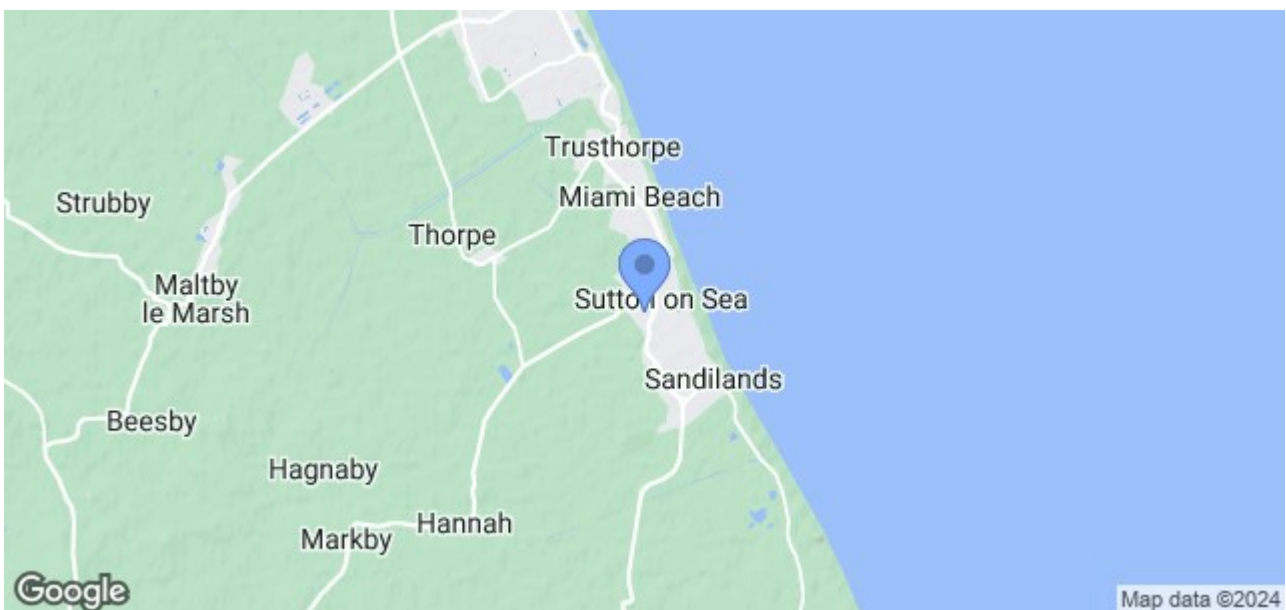 Trusthorpe
Miami Beach
Strubby
Thorpe
Maltby
le Marsh
Sutton on Sea
Sandilands
Beesby
Hagnaby
Hannah
Markby
Google
Map data ©2024